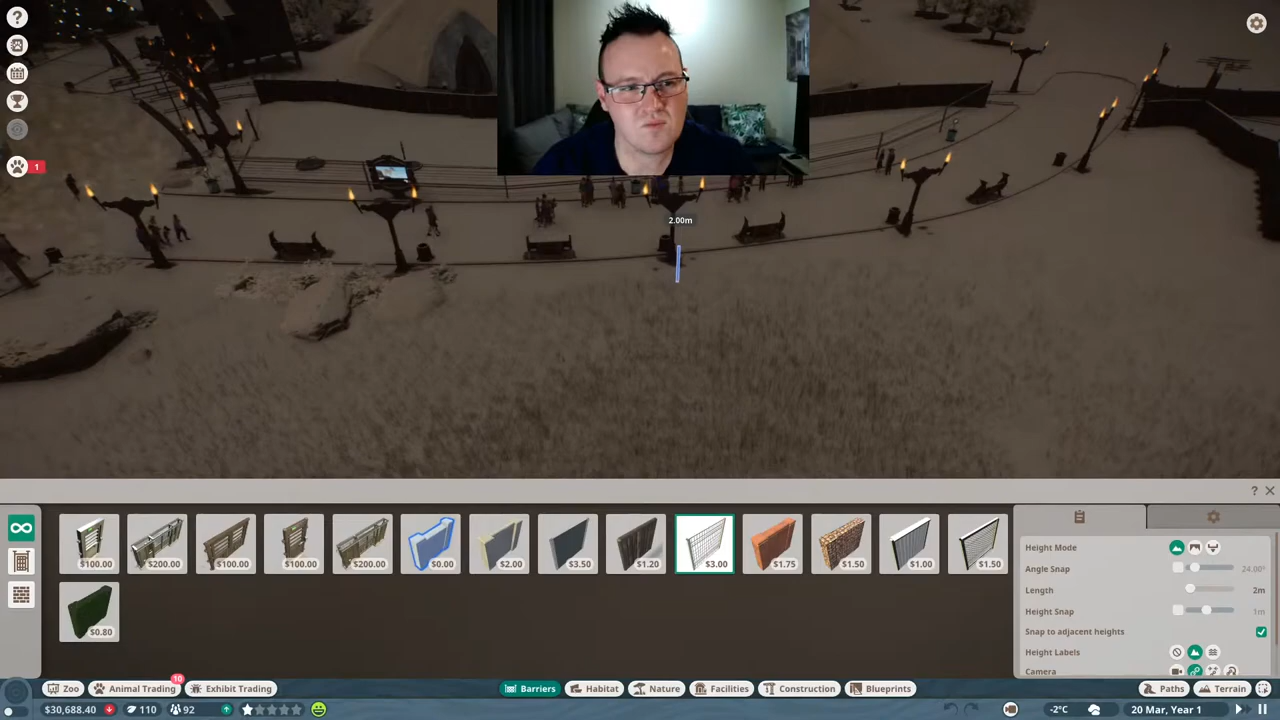 ?
1
2.00m
? ✕
$100.00 $200.00 $100.00 $100.00 $200.00 $0.00 $2.00 $3.50 $1.20 $3.00 $1.75 $1.50 $1.00 $1.50
$0.80
Height Mode
Angle Snap 24.00°
Length 2m
Height Snap 1m
Snap to adjacent heights
Height Labels
Camera
Zoo Animal Trading 10 Exhibit Trading Barriers Habitat Nature Facilities Construction Blueprints Paths Terrain
$30,688.40 110 92 -2°C 20 Mar, Year 1